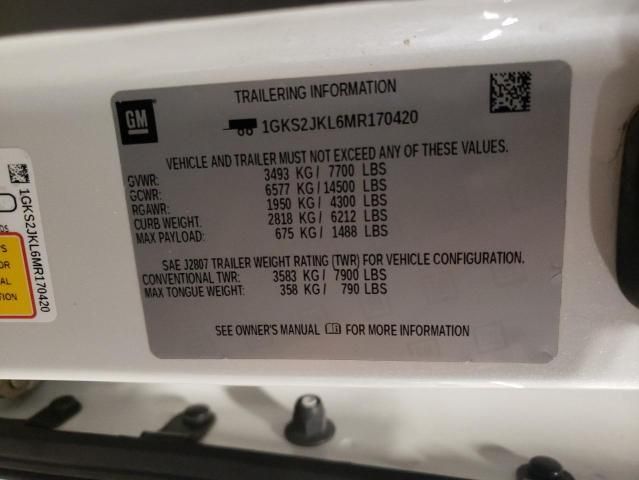 TRAILERING INFORMATION
GM
1GKS2JKL6MR170420
VEHICLE AND TRAILER MUST NOT EXCEED ANY OF THESE VALUES.
GVWR: 3493 KG/ 7700 LBS
GCWR: 6577 KG/14500 LBS
RGAWR: 1950 KG/ 4300 LBS
CURB WEIGHT: 2818 KG/ 6212 LBS
MAX PAYLOAD: 675 KG/ 1488 LBS
SAE J2807 TRAILER WEIGHT RATING (TWR) FOR VEHICLE CONFIGURATION.
CONVENTIONAL TWR: 3583 KG/ 7900 LBS
MAX TONGUE WEIGHT: 358 KG/ 790 LBS
SEE OWNER'S MANUAL FOR MORE INFORMATION
1GKS2JKL6MR170420